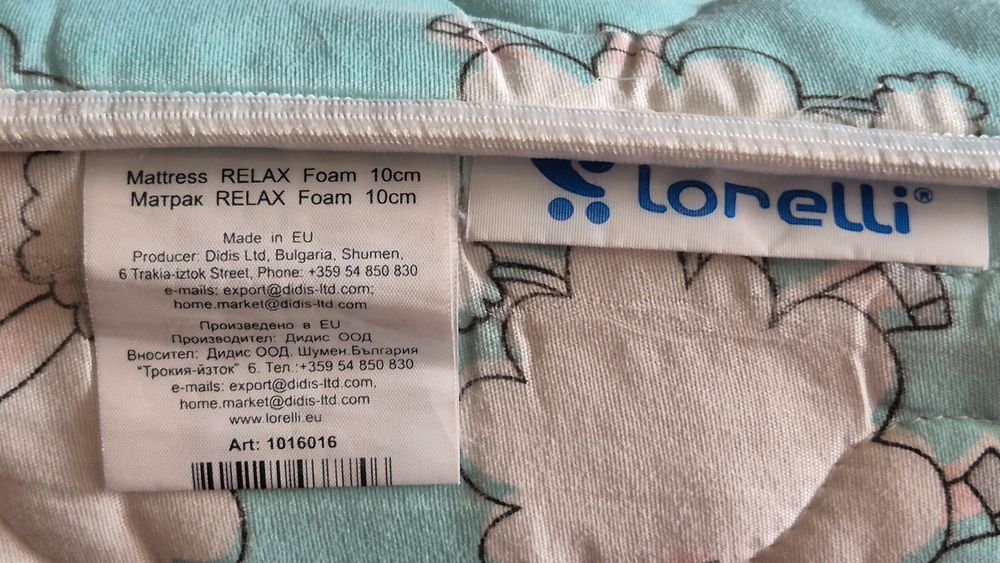 Mattress RELAX Foam 10cm
Матрак RELAX Foam 10cm
Made in EU
Producer: Didis Ltd, Bulgaria, Shumen,
6 Trakia-iztok Street, Phone: +359 54 850 830
e-mails: export@didis-ltd.com;
home.market@didis-ltd com
Произведено в EU
Производител: Дидис ООД
Вносител: Дидис ООД. Шумен.България
"Трокия-йзток" 6. Тел.:+359 54 850 830
e-mails: export@didis-ltd.com,
home.market@didis-ltd.com
www.lorelli.eu
Art: 1016016
lorelli®